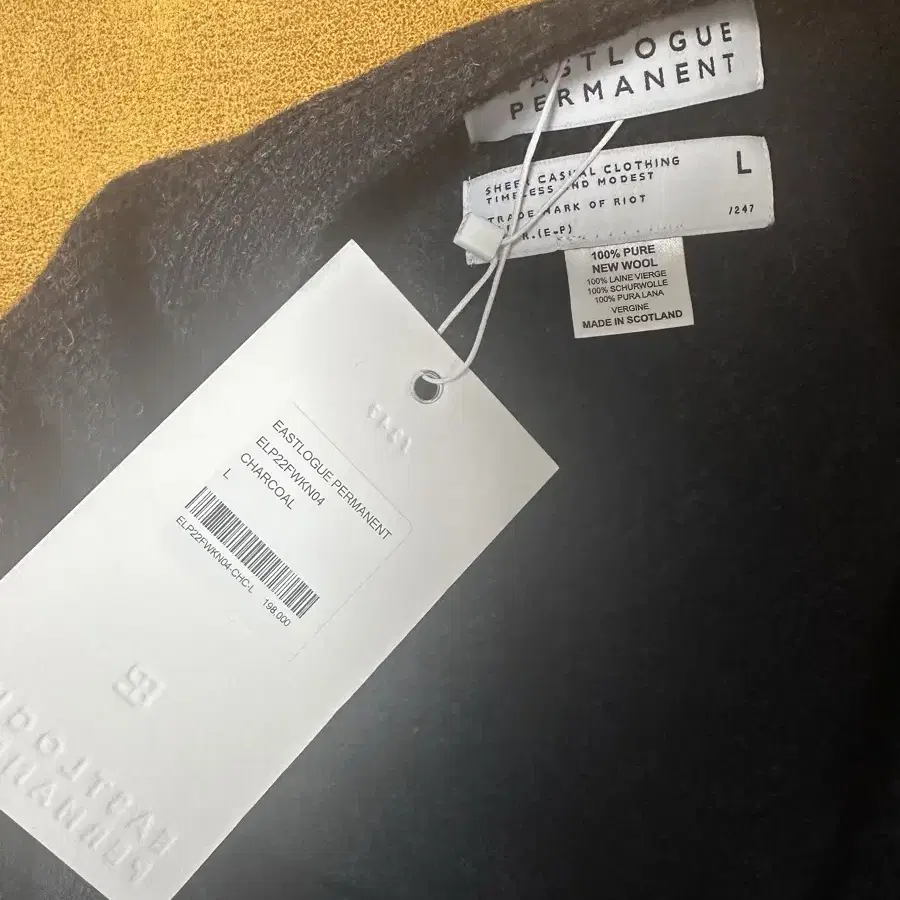 EASTLOGUE
PERMANENT
L
SHEER CASUAL CLOTHING
TIMELESS AND MODEST
TRADE MARK OF RIOT
/247
R.(E-P)
100% PURE
NEW WOOL
100% LAINE VIERGE
100% SCHURWOLLE
100% PURA LANA
VERGINE
MADE IN SCOTLAND
EASTLOGUE PERMANENT
ELP22FWKN04
CHARCOAL
L
ELP22FWKN04-CHC-L
198.000